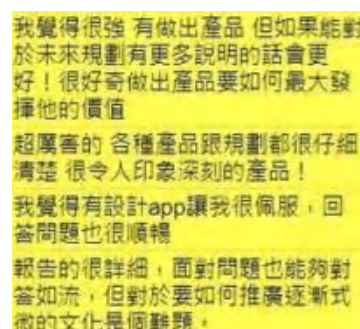 我覺得很強 有做出產品 但如果能對
於未來規劃有更多說明的話會更
好！很好奇做出產品要如何最大發
揮他的價值
超厲害的 各種產品跟規劃都很仔細
清楚 很令人印象深刻的產品！
我覺得有設計app讓我很佩服，回
答問題也很順暢
報告的很詳細，面對問題也能夠對
答如流，但對於要如何推廣逐漸式
微的文化是個難題，